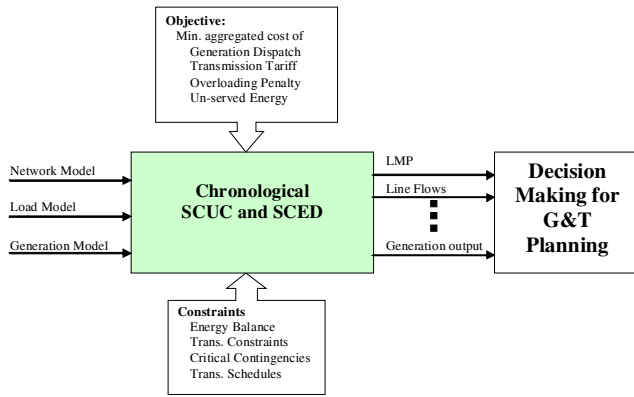 Objective:
Min. aggregated cost of
Generation Dispatch
Transmission Tariff
Overloading Penalty
Un-served Energy
Network Model
Load Model
Generation Model
Chronological
SCUC and SCED
LMP
Line Flows
Generation output
Decision
Making for
G&T
Planning
Constraints
Energy Balance
Trans. Constraints
Critical Contingencies
Trans. Schedules